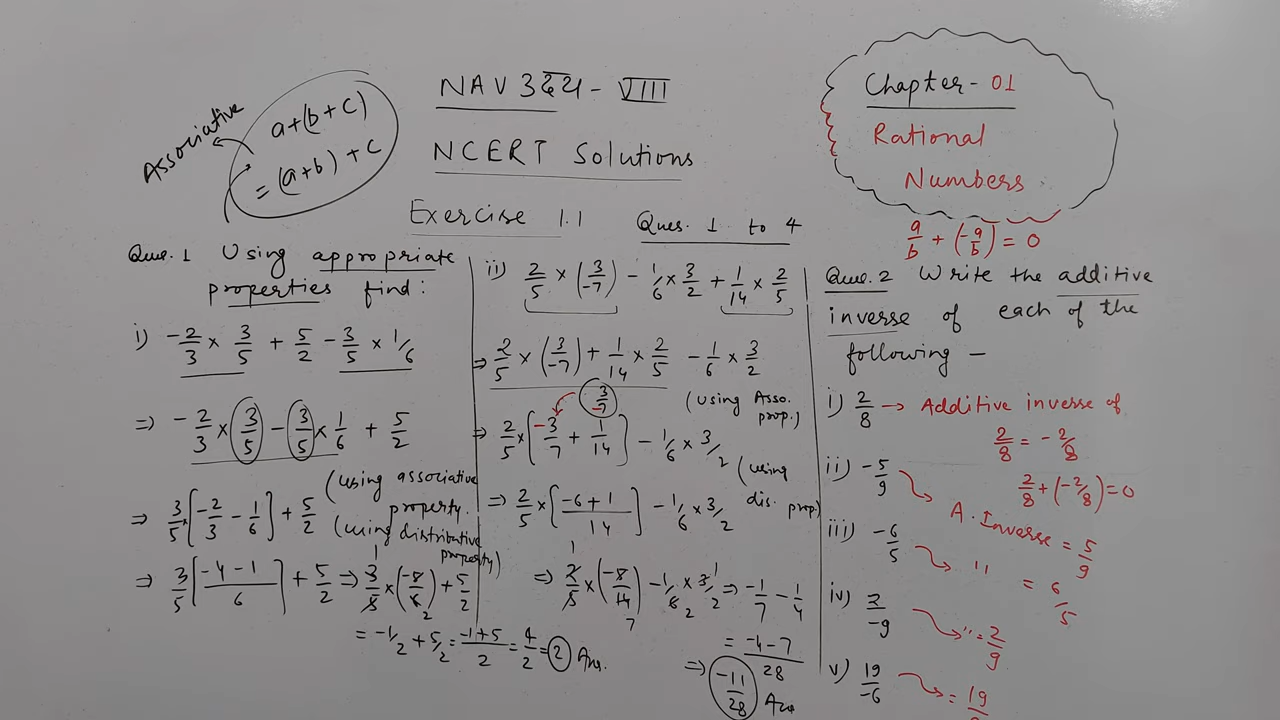 NAV 324 - VIII
NCERT Solutions
Exercise 1.1 Ques. 1 to 4
Associative
a+(b+c)
= (a+b)+c
Chapter - 01
Rational
Numbers
Que. 1 Using appropriate
properties find:
i) -2/3 × 3/5 + 5/2 - 3/5 × 1/6
⇒ -2/3 × 3/5 - 3/5 × 1/6 + 5/2
(using associative
property.
⇒ 3/5 × [-2/3 - 1/6] + 5/2
(using distributive
property)
⇒ 3/5 [-4-1/6] + 5/2 ⇒ 3/5 × (-5/6) + 5/2
= -1/2 + 5/2 = -1+5/2 = 4/2 = 2 Ans.
ii) 2/5 × (3/-7) - 1/6 × 3/2 + 1/14 × 2/5
⇒ 2/5 × (3/-7) + 1/14 × 2/5 - 1/6 × 3/2
3/-7
(using Asso.
prop.)
⇒ 2/5 × [-3/7 + 1/14] - 1/6 × 3/2
(using
dis. prop)
⇒ 2/5 × [-6+1/14] - 1/6 × 3/2
⇒ 2/5 × (-5/14) - 1/6 × 3/2 ⇒ -1/7 - 1/4
= -4-7/28
⇒ -11/28 Ans
a/b + (-a/b) = 0
Que. 2 Write the additive
inverse of each of the
following —
i) 2/8 → Additive inverse of
2/8 = -2/8
2/8 + (-2/8) = 0
ii) -5/9
A. Inverse = 5/9
iii) -6/5 " = 6/5
iv) 2/-9 " = 2/9
v) 19/-6 = 19